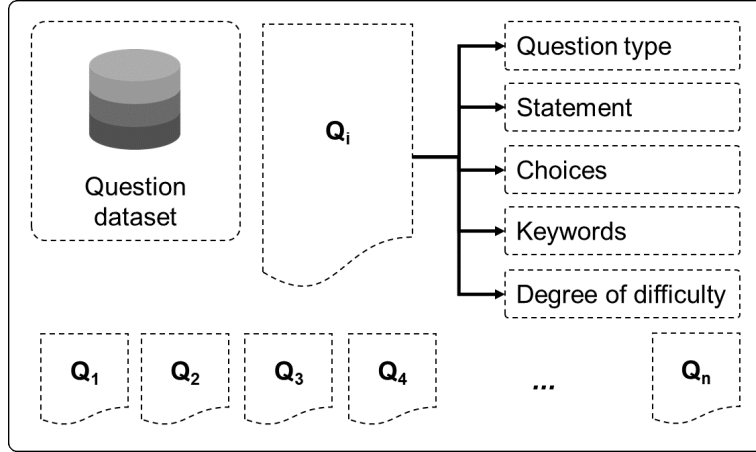 Question
dataset
Qᵢ
Question type
Statement
Choices
Keywords
Degree of difficulty
Q₁
Q₂
Q₃
Q₄
...
Qₙ